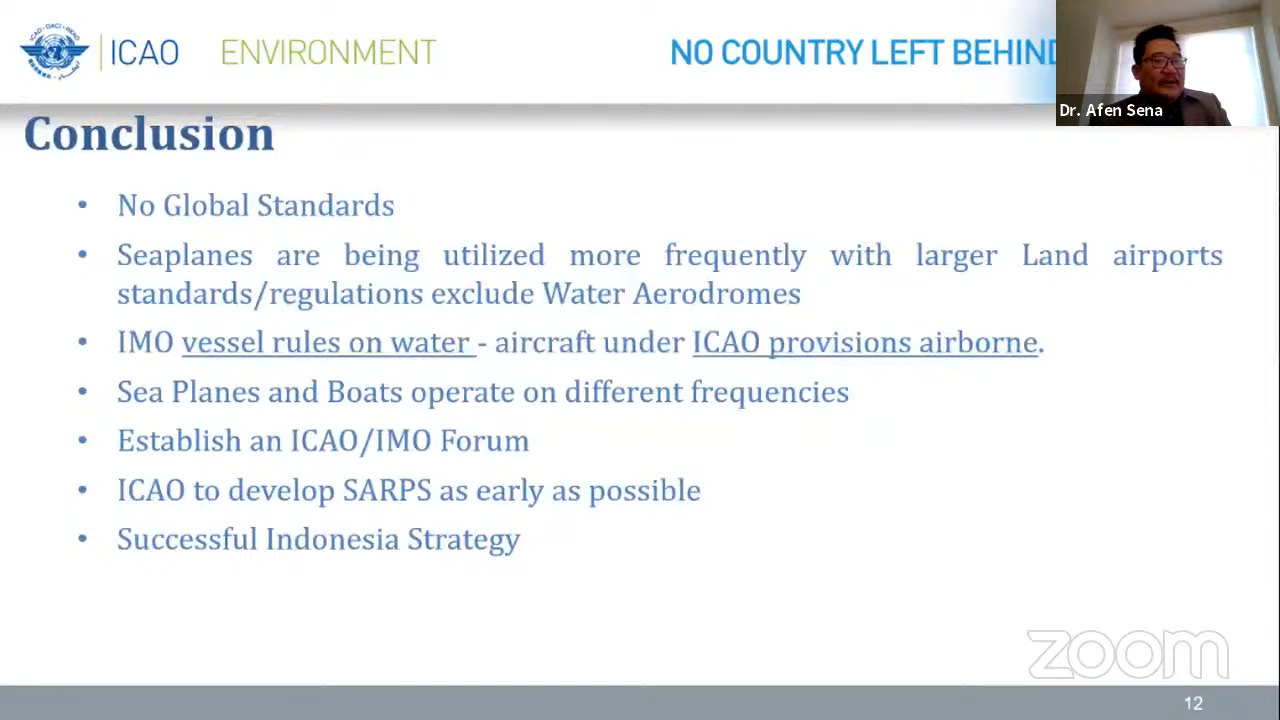 ICAO ENVIRONMENT
NO COUNTRY LEFT BEHIND
Dr. Afen Sena
Conclusion
• No Global Standards
• Seaplanes are being utilized more frequently with larger Land airports
standards/regulations exclude Water Aerodromes
• IMO vessel rules on water - aircraft under ICAO provisions airborne.
• Sea Planes and Boats operate on different frequencies
• Establish an ICAO/IMO Forum
• ICAO to develop SARPS as early as possible
• Successful Indonesia Strategy
zoom
12